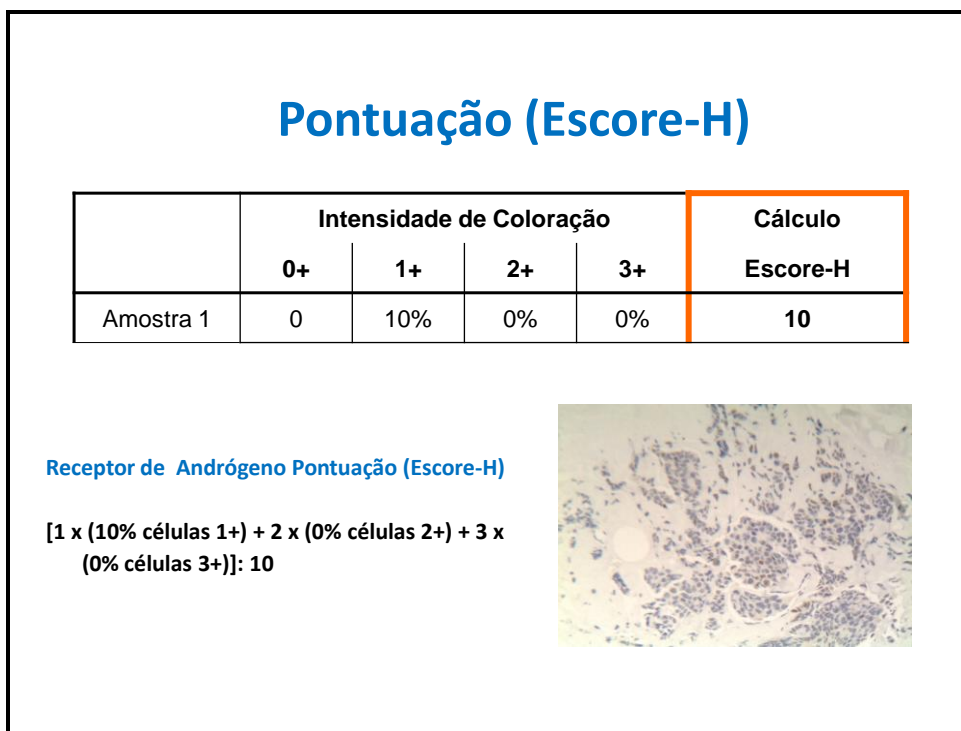 Pontuação (Escore-H)
Intensidade de Coloração Cálculo
0+ 1+ 2+ 3+ Escore-H
Amostra 1 0 10% 0% 0% 10
Receptor de Andrógeno Pontuação (Escore-H)
[1 x (10% células 1+) + 2 x (0% células 2+) + 3 x
(0% células 3+)]: 10